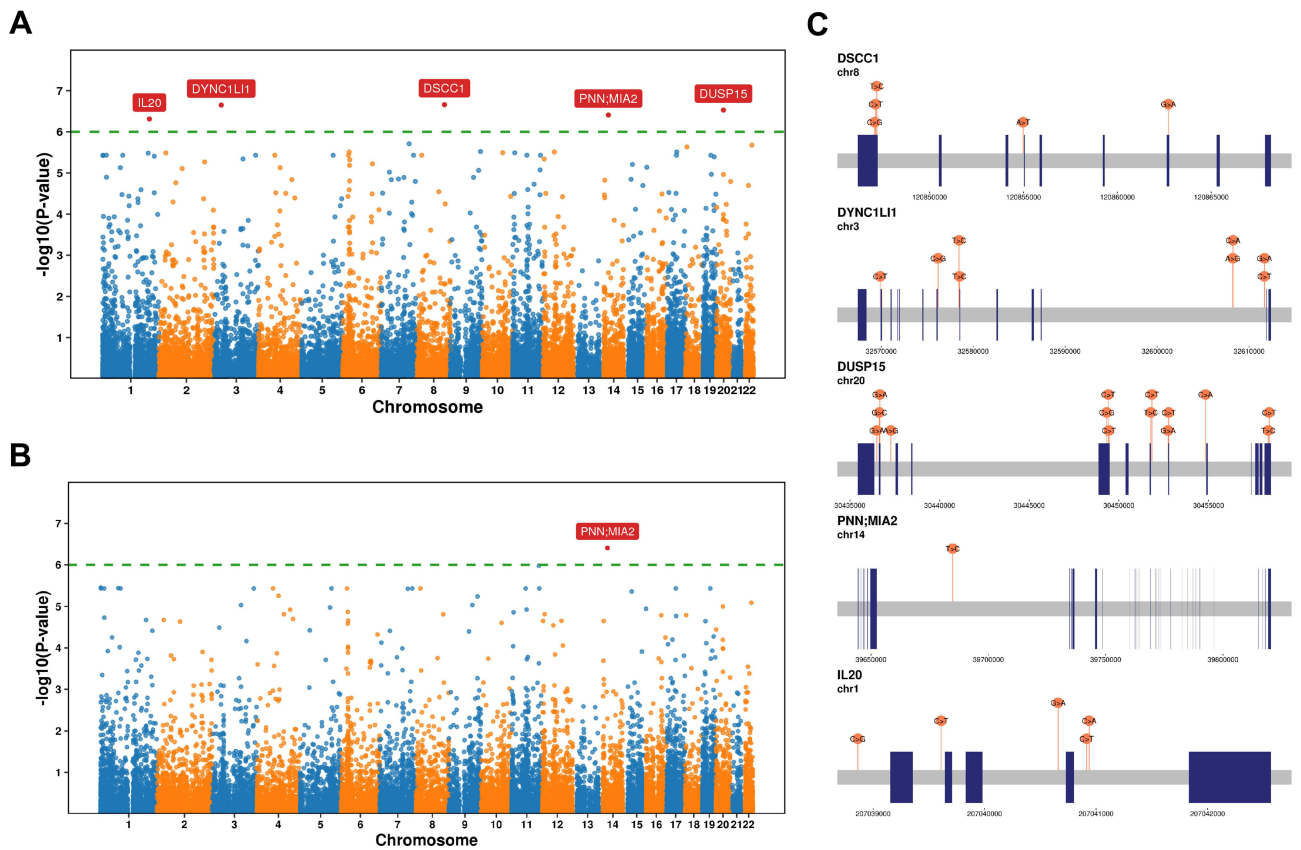 A
-log10(P-value)
7
6
5
4
3
2
1
IL20
DYNC1LI1
DSCC1
PNN;MIA2
DUSP15
1 2 3 4 5 6 7 8 9 10 11 12 13 14 15 16 17 18 19 20 21 22
Chromosome
B
-log10(P-value)
7
6
5
4
3
2
1
PNN;MIA2
1 2 3 4 5 6 7 8 9 10 11 12 13 14 15 16 17 18 19 20 21 22
Chromosome
C
DSCC1
chr8
T>C
C>T G>A
C>G A>T
120850000 120855000 120860000 120865000
DYNC1LI1
chr3
T>C C>A
C>G A>G G>A
C>T T>C C>T
32570000 32580000 32590000 32600000 32610000
DUSP15
chr20
G>A C>T C>T C>A
G>C C>G T>C C>T C>T
G>A A>G C>T G>A T>C
30435000 30440000 30445000 30450000 30455000
PNN;MIA2
chr14
T>C
39650000 39700000 39750000 39800000
IL20
chr1
G>A
C>T C>A
C>G C>T
207039000 207040000 207041000 207042000